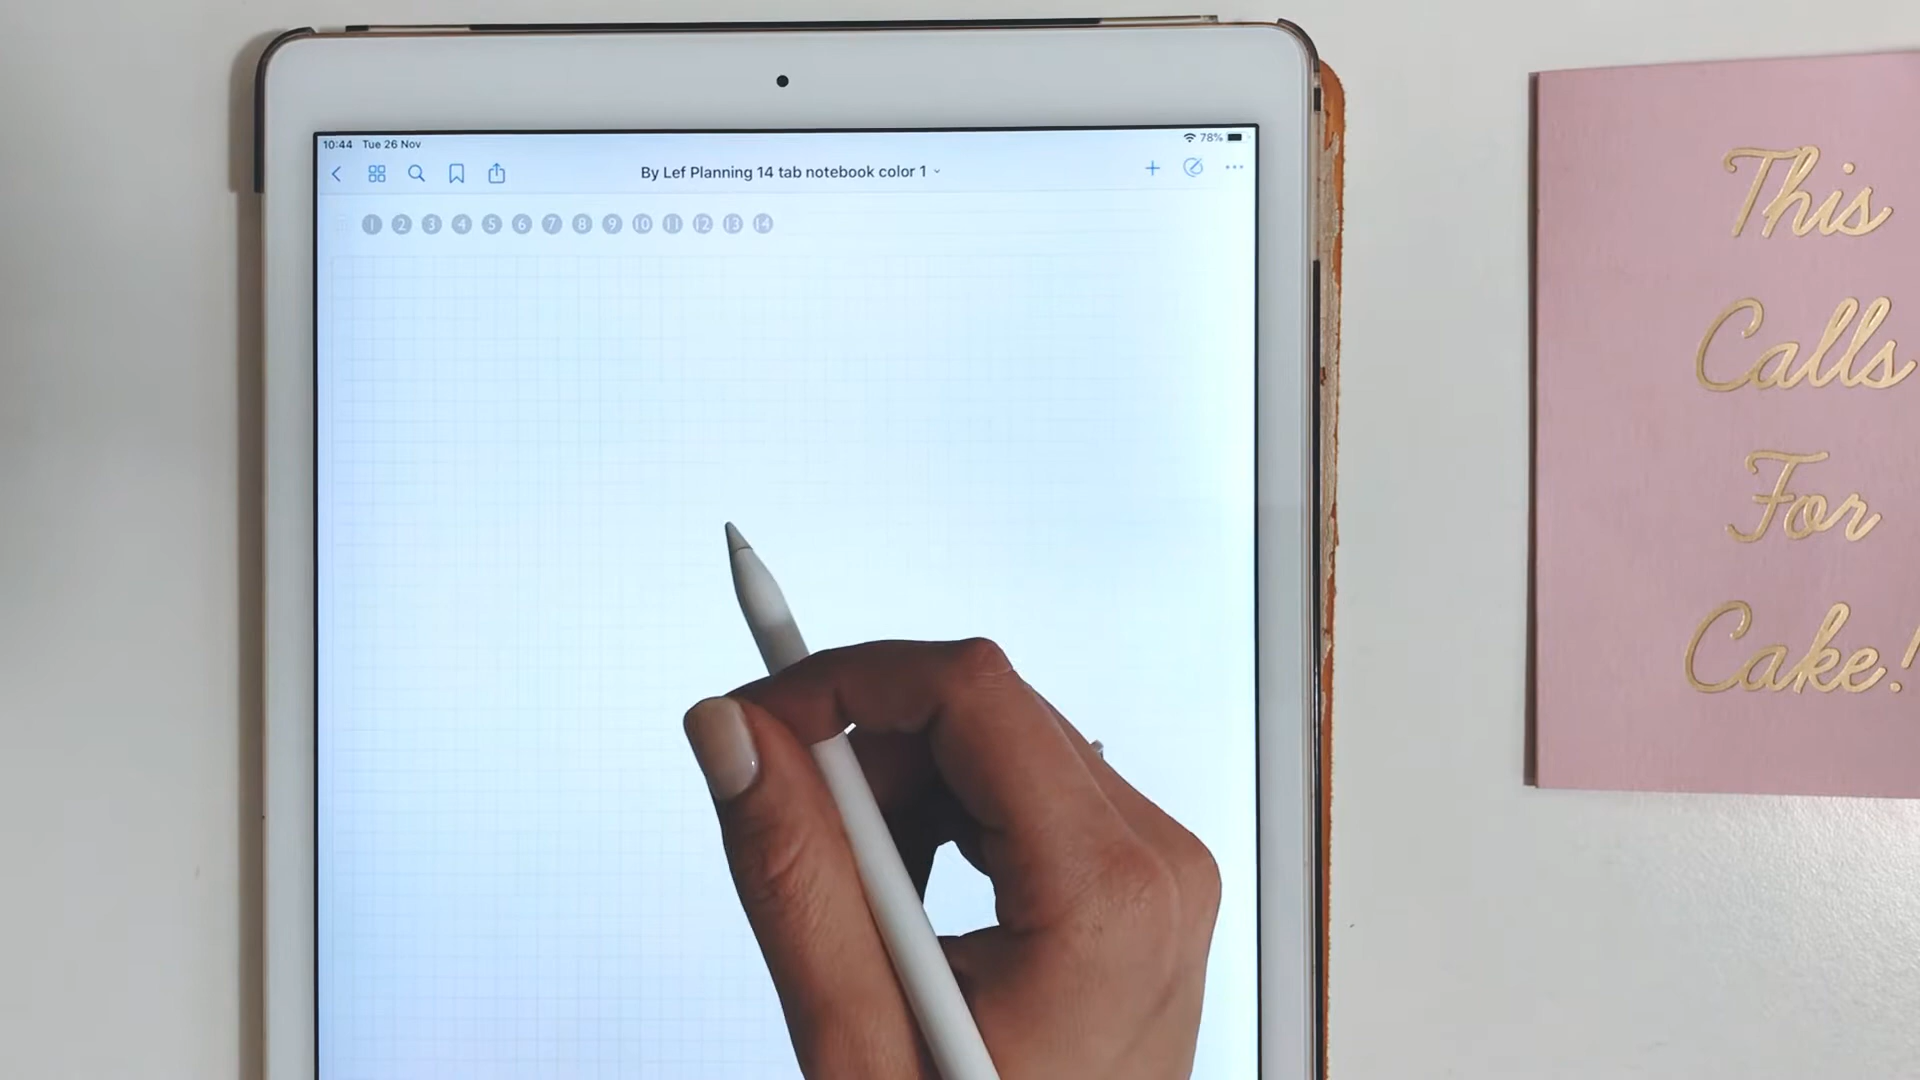 10:44 Tue 26 Nov
78%
By Lef Planning 14 tab notebook color 1
1 2 3 4 5 6 7 8 9 10 11 12 13 14
This
Calls
For
Cake!